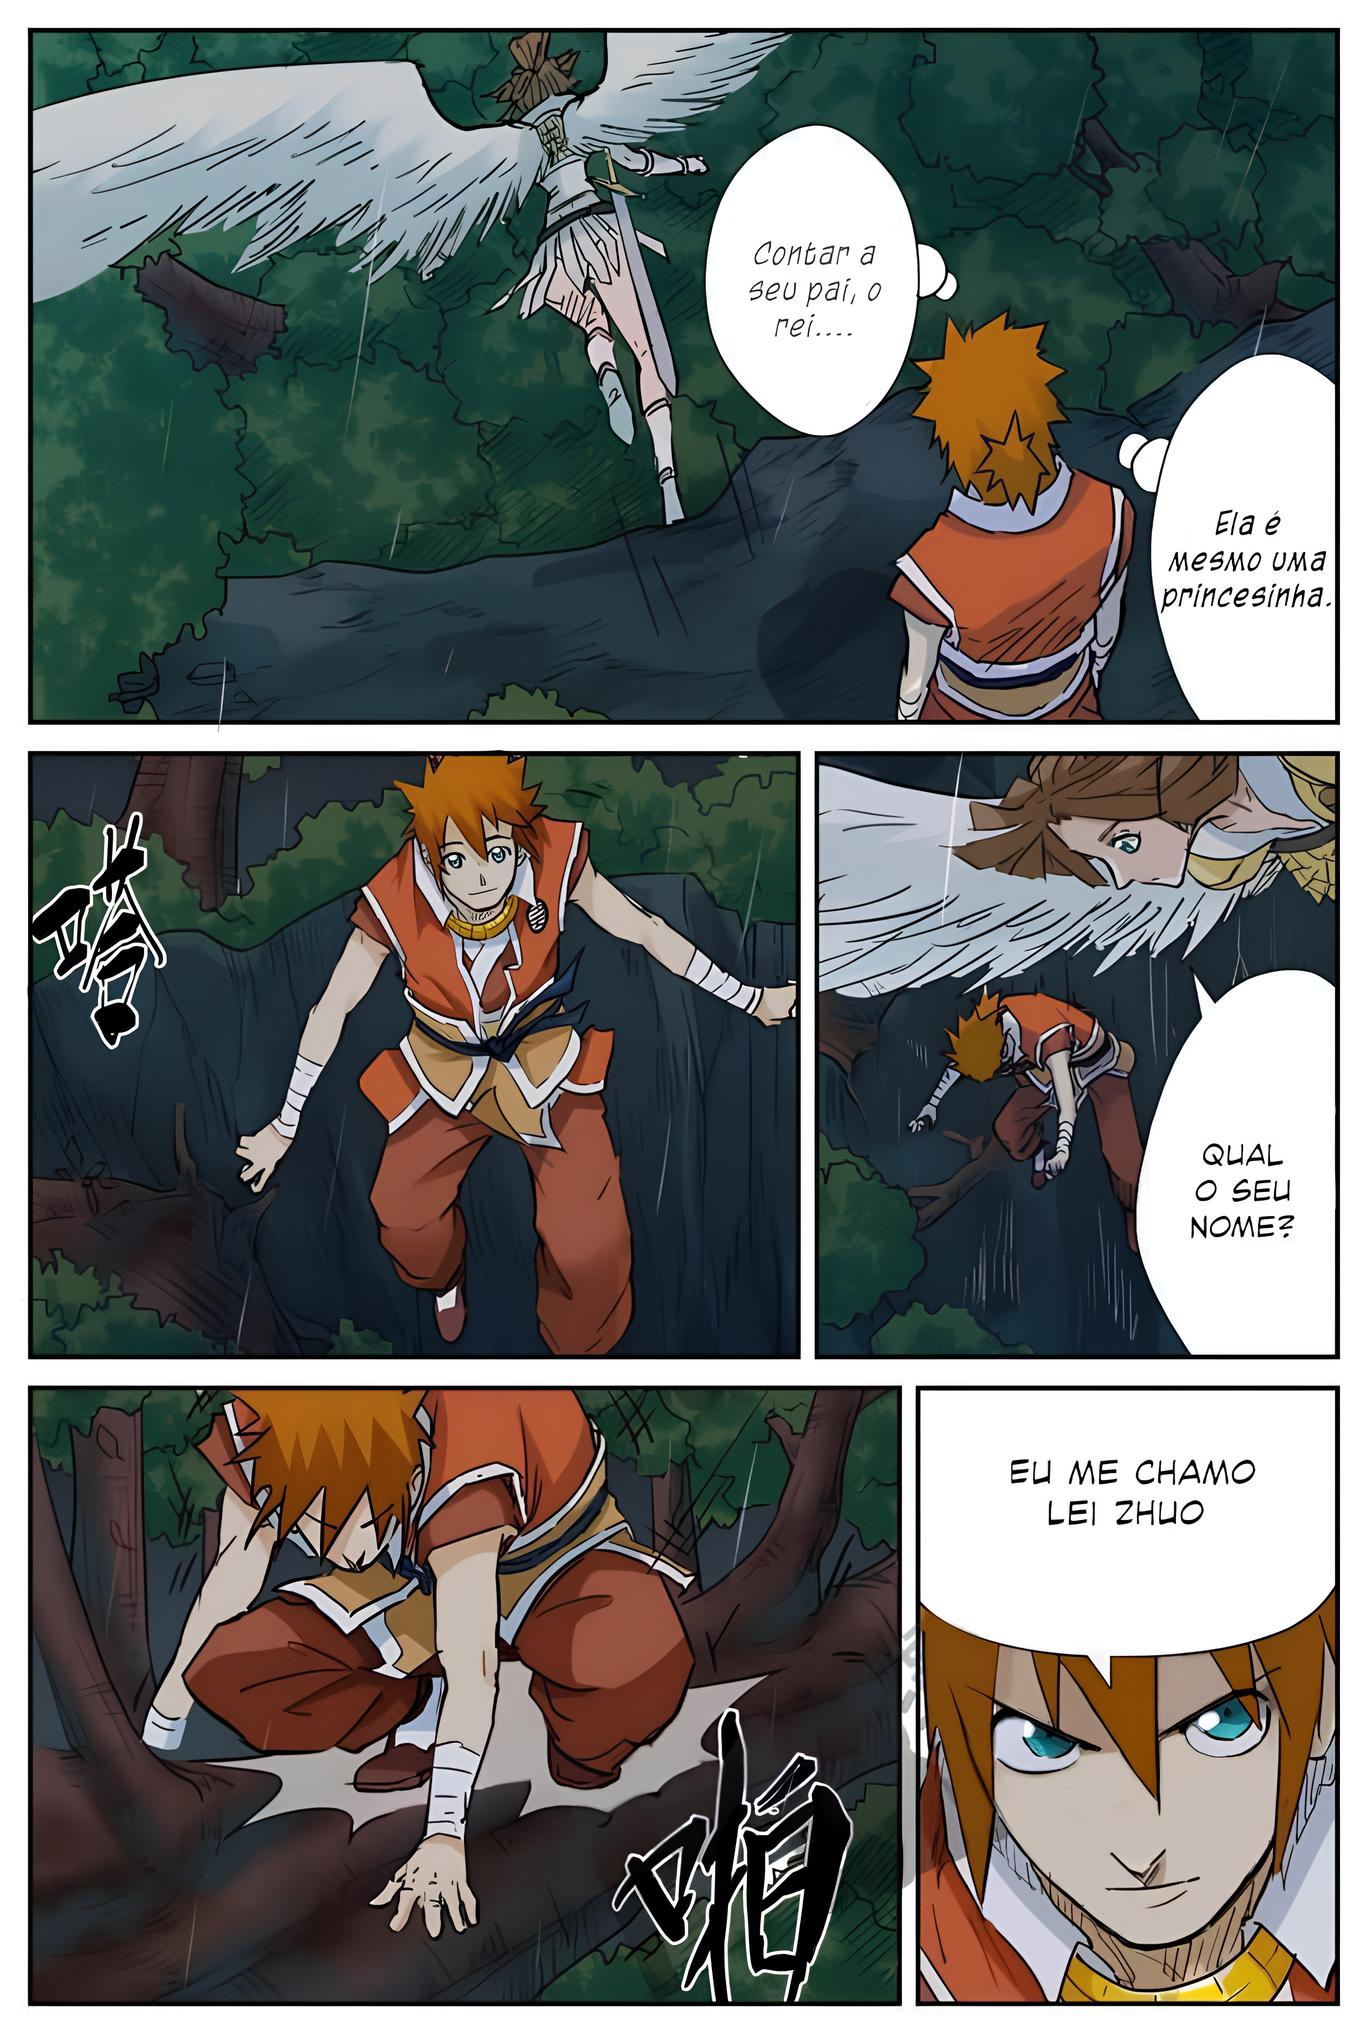 Contar a
seu pai, o
rei....
Ela é
mesmo uma
princesinha.
嗒
QUAL
O SEU
NOME?
啪
EU ME CHAMO
LEI ZHUO